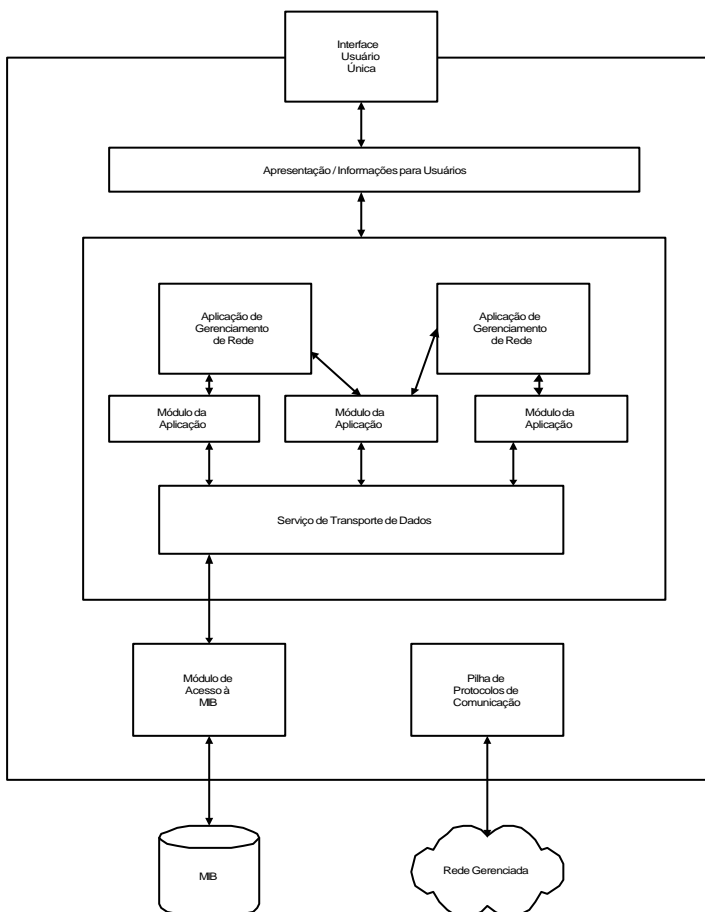 Interface
Usuário
Única
Apresentação / Informações para Usuários
Aplicação de
Gerenciamento
de Rede
Aplicação de
Gerenciamento
de Rede
Módulo da
Aplicação
Módulo da
Aplicação
Módulo da
Aplicação
Serviço de Transporte de Dados
Módulo de
Acesso à
MIB
Pilha de
Protocolos de
Comunicação
MIB
Rede Gerenciada